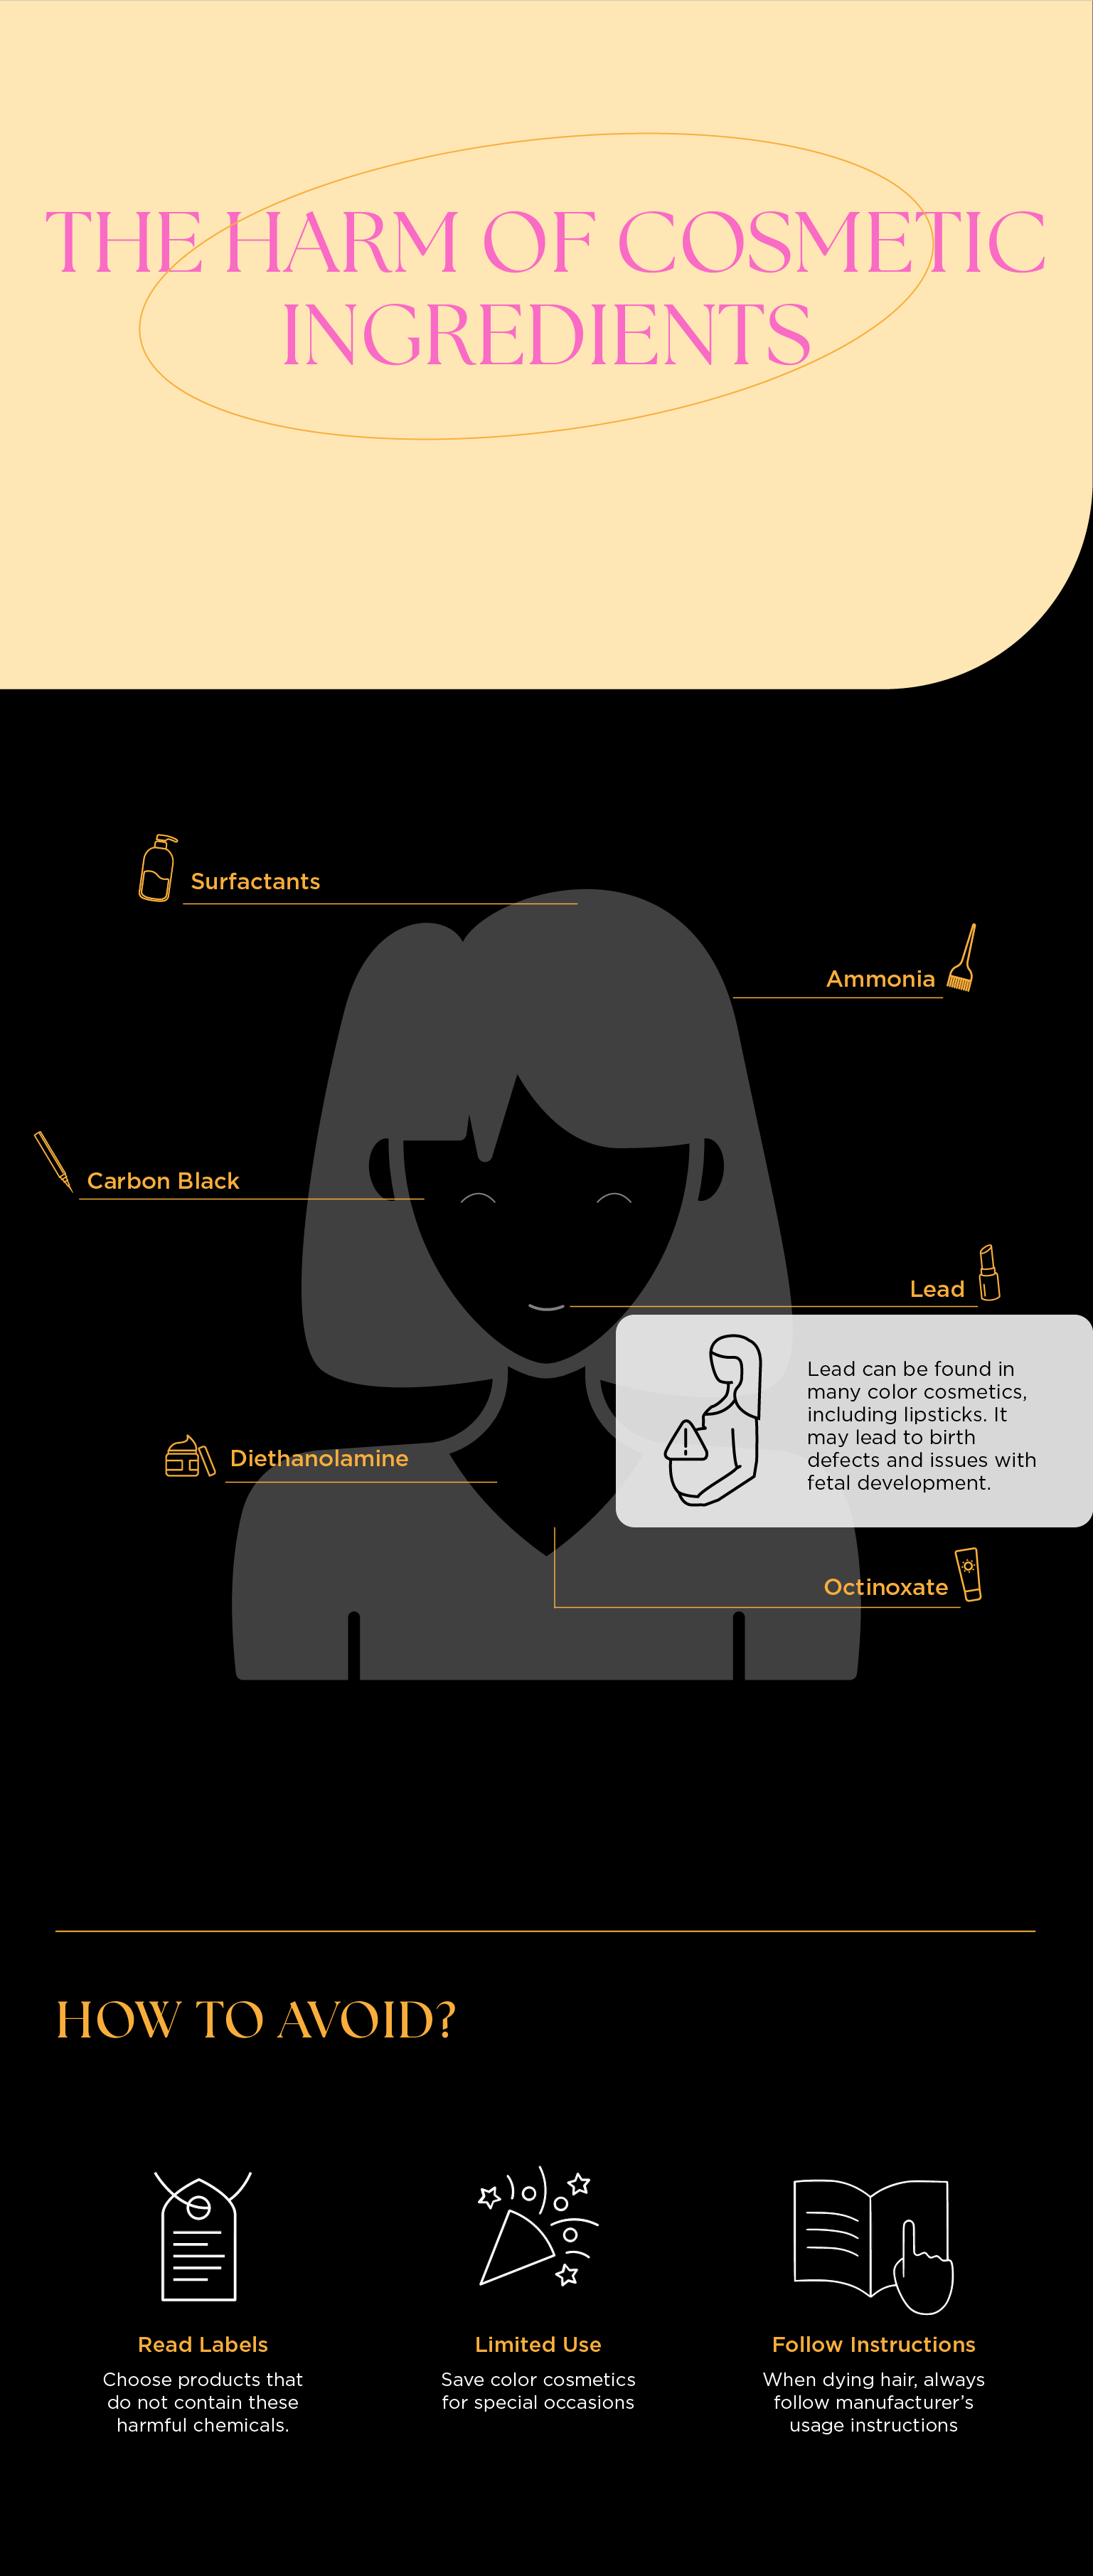 THE HARM OF COSMETIC
INGREDIENTS
Surfactants
Ammonia
Carbon Black
Lead
Lead can be found in
many color cosmetics,
including lipsticks. It
may lead to birth
defects and issues with
fetal development.
Diethanolamine
Octinoxate
HOW TO AVOID?
Read Labels
Choose products that
do not contain these
harmful chemicals.
Limited Use
Save color cosmetics
for special occasions
Follow Instructions
When dying hair, always
follow manufacturer’s
usage instructions